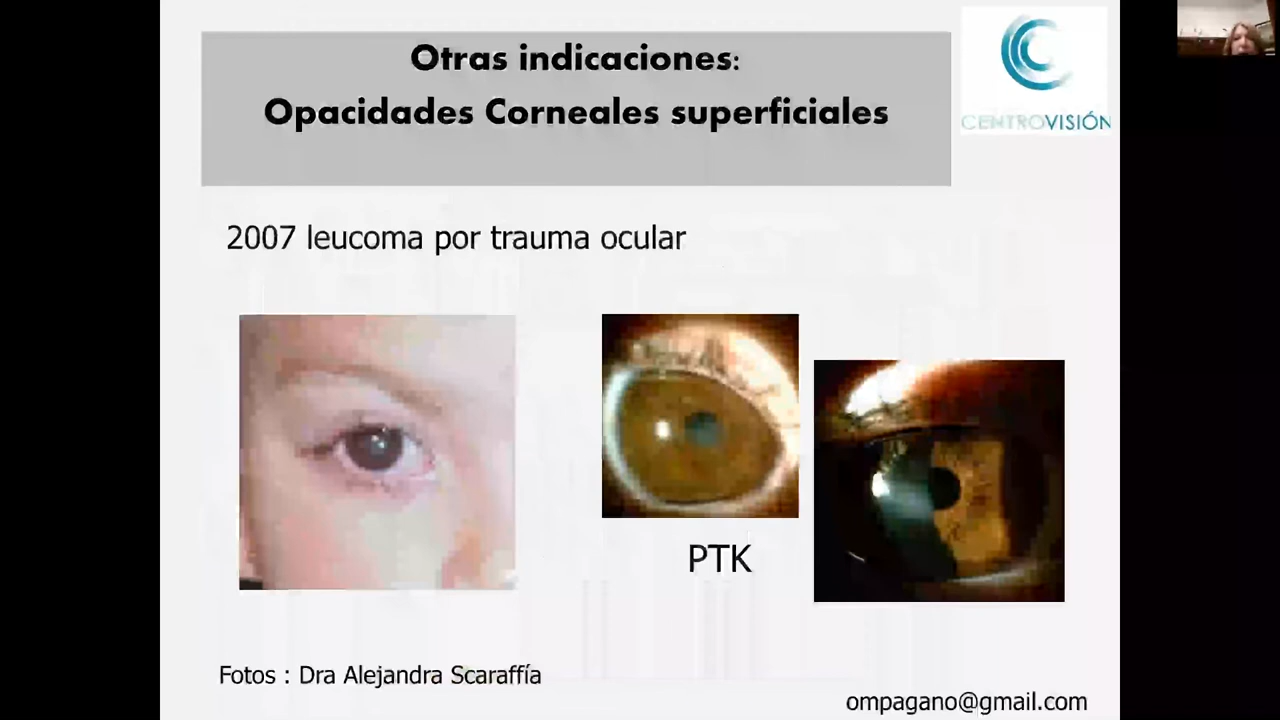 Otras indicaciones:
Opacidades Corneales superficiales
CENTROVISIÓN
2007 leucoma por trauma ocular
PTK
Fotos : Dra Alejandra Scaraffía
ompagano@gmail.com